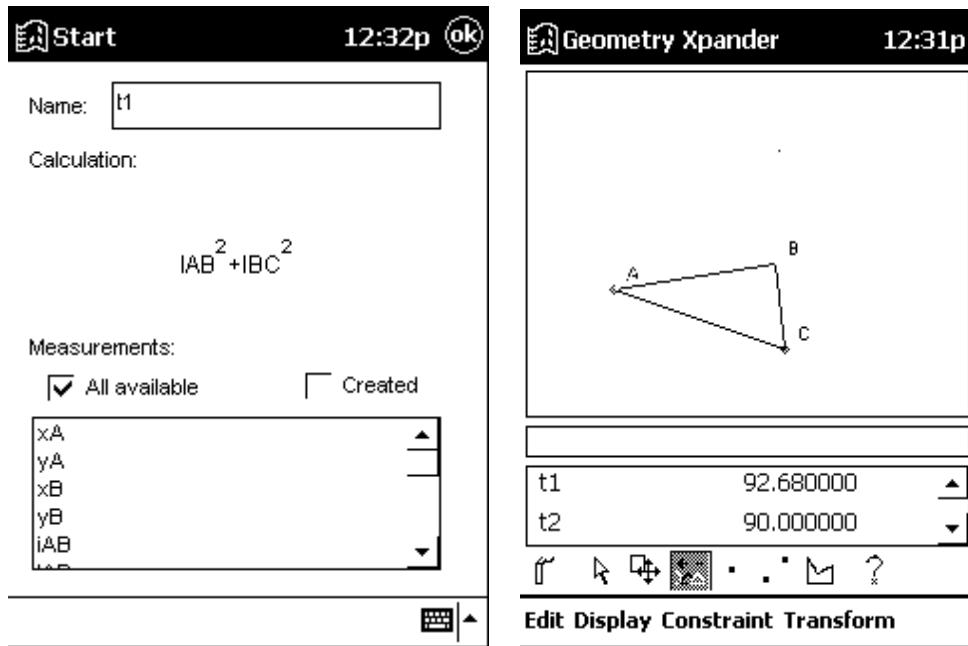 Start 12:32p ok
Name: t1
Calculation:
lAB²+lBC²
Measurements:
All available Created
xA
yA
xB
yB
iAB
Geometry Xpander 12:31p
A
B
C
t1 92.680000
t2 90.000000
?
Edit Display Constraint Transform